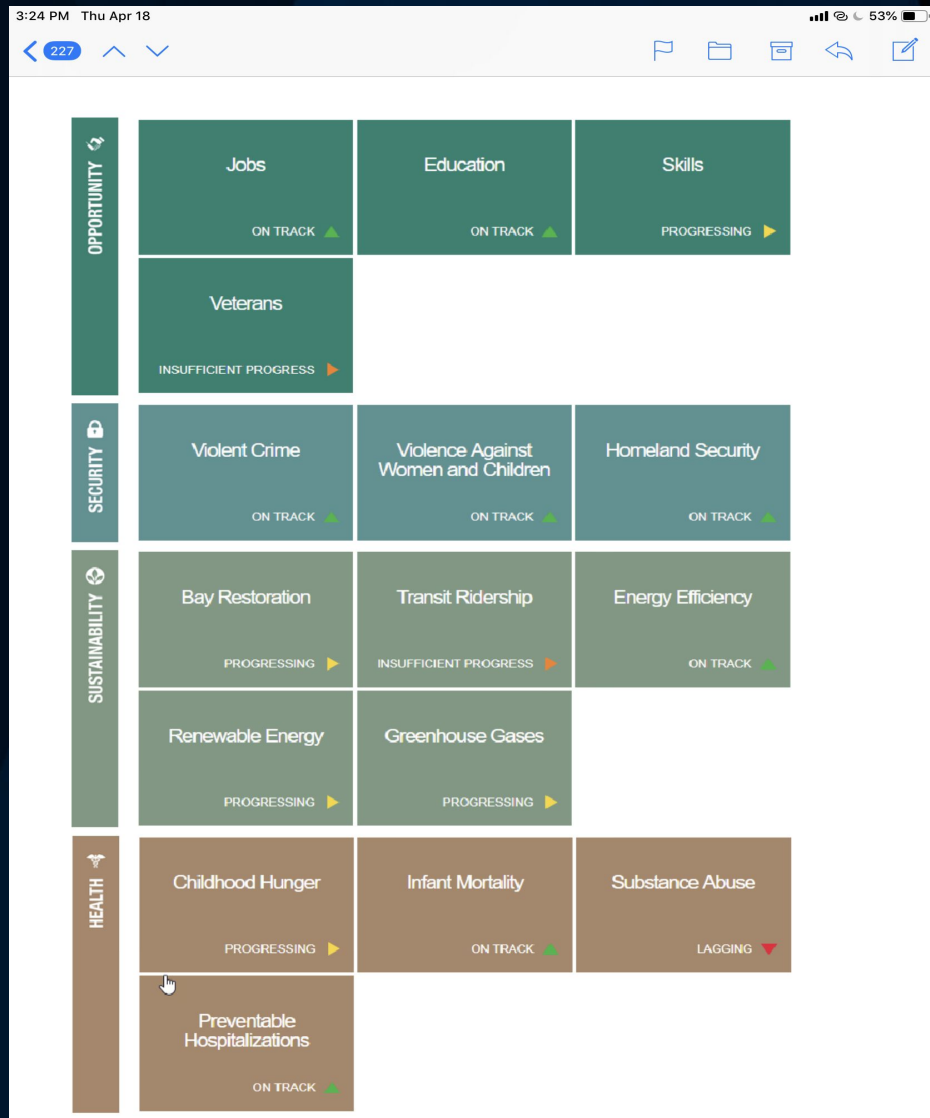 3:24 PM Thu Apr 18
53%
227
OPPORTUNITY
Jobs
ON TRACK
Education
ON TRACK
Skills
PROGRESSING
Veterans
INSUFFICIENT PROGRESS
SECURITY
Violent Crime
ON TRACK
Violence Against
Women and Children
ON TRACK
Homeland Security
ON TRACK
SUSTAINABILITY
Bay Restoration
PROGRESSING
Transit Ridership
INSUFFICIENT PROGRESS
Energy Efficiency
ON TRACK
Renewable Energy
PROGRESSING
Greenhouse Gases
PROGRESSING
HEALTH
Childhood Hunger
PROGRESSING
Infant Mortality
ON TRACK
Substance Abuse
LAGGING
Preventable
Hospitalizations
ON TRACK